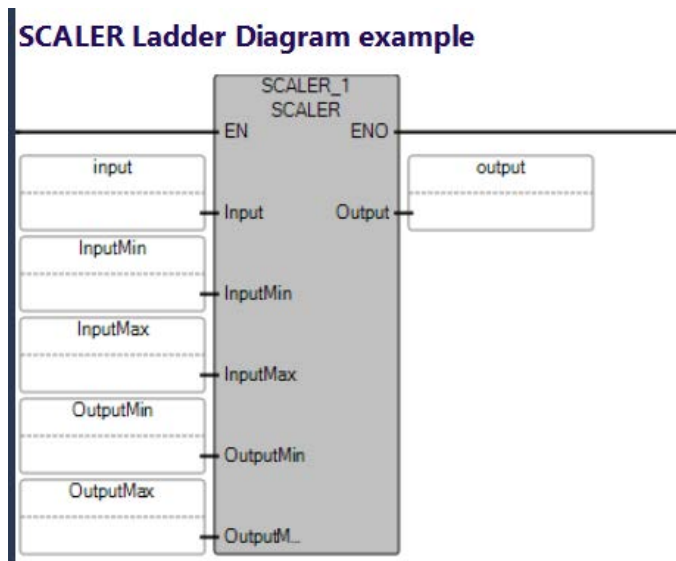 SCALER Ladder Diagram example
SCALER_1
SCALER
EN ENO
input output
Input Output
InputMin
InputMin
InputMax
InputMax
OutputMin
OutputMin
OutputMax
OutputM...